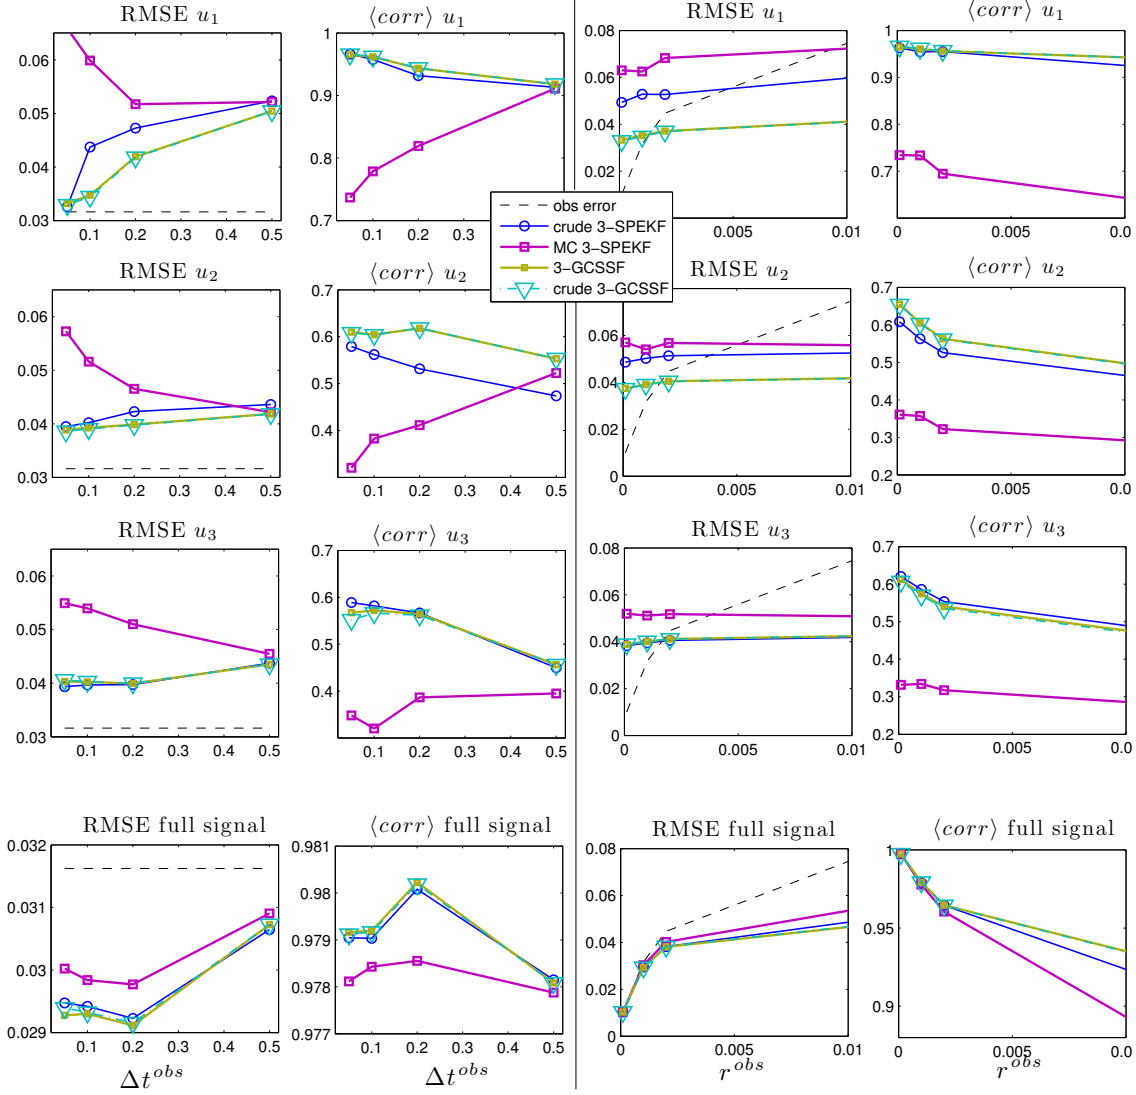 RMSE u1
⟨corr⟩ u1
RMSE u1
⟨corr⟩ u1
0.06
0.05
0.04
0.03
0.1 0.2 0.3 0.4 0.5
1
0.9
0.8
0.7
0.1 0.2 0.3 0.4 0.5
0.08
0.06
0.04
0.02
0.005 0.01
1
0.9
0.8
0.7
0.6
0 0.005 0.0
obs error
crude 3−SPEKF
MC 3−SPEKF
3−GCSSF
crude 3−GCSSF
RMSE u2
⟨corr⟩ u2
RMSE u2
⟨corr⟩ u2
0.06
0.05
0.04
0.03
0.1 0.2 0.3 0.4 0.5
0.7
0.6
0.5
0.4
0.1 0.2 0.3 0.4 0.5
0.08
0.06
0.04
0.02
0
0 0.005 0.01
0.7
0.6
0.5
0.4
0.3
0.2
0 0.005 0.0
RMSE u3
⟨corr⟩ u3
RMSE u3
⟨corr⟩ u3
0.06
0.05
0.04
0.03
0.1 0.2 0.3 0.4 0.5
0.7
0.6
0.5
0.4
0.1 0.2 0.3 0.4 0.5
0.08
0.06
0.04
0.02
0
0 0.005 0.01
0.7
0.6
0.5
0.4
0.3
0.2
0 0.005 0.0
RMSE full signal
⟨corr⟩ full signal
RMSE full signal
⟨corr⟩ full signal
0.032
0.031
0.03
0.029
0.1 0.2 0.3 0.4 0.5
Δt^obs
0.981
0.98
0.979
0.978
0.977
0.1 0.2 0.3 0.4 0.5
Δt^obs
0.08
0.06
0.04
0.02
0
0 0.005 0.01
r^obs
1
0.95
0.9
0 0.005 0.0
r^obs